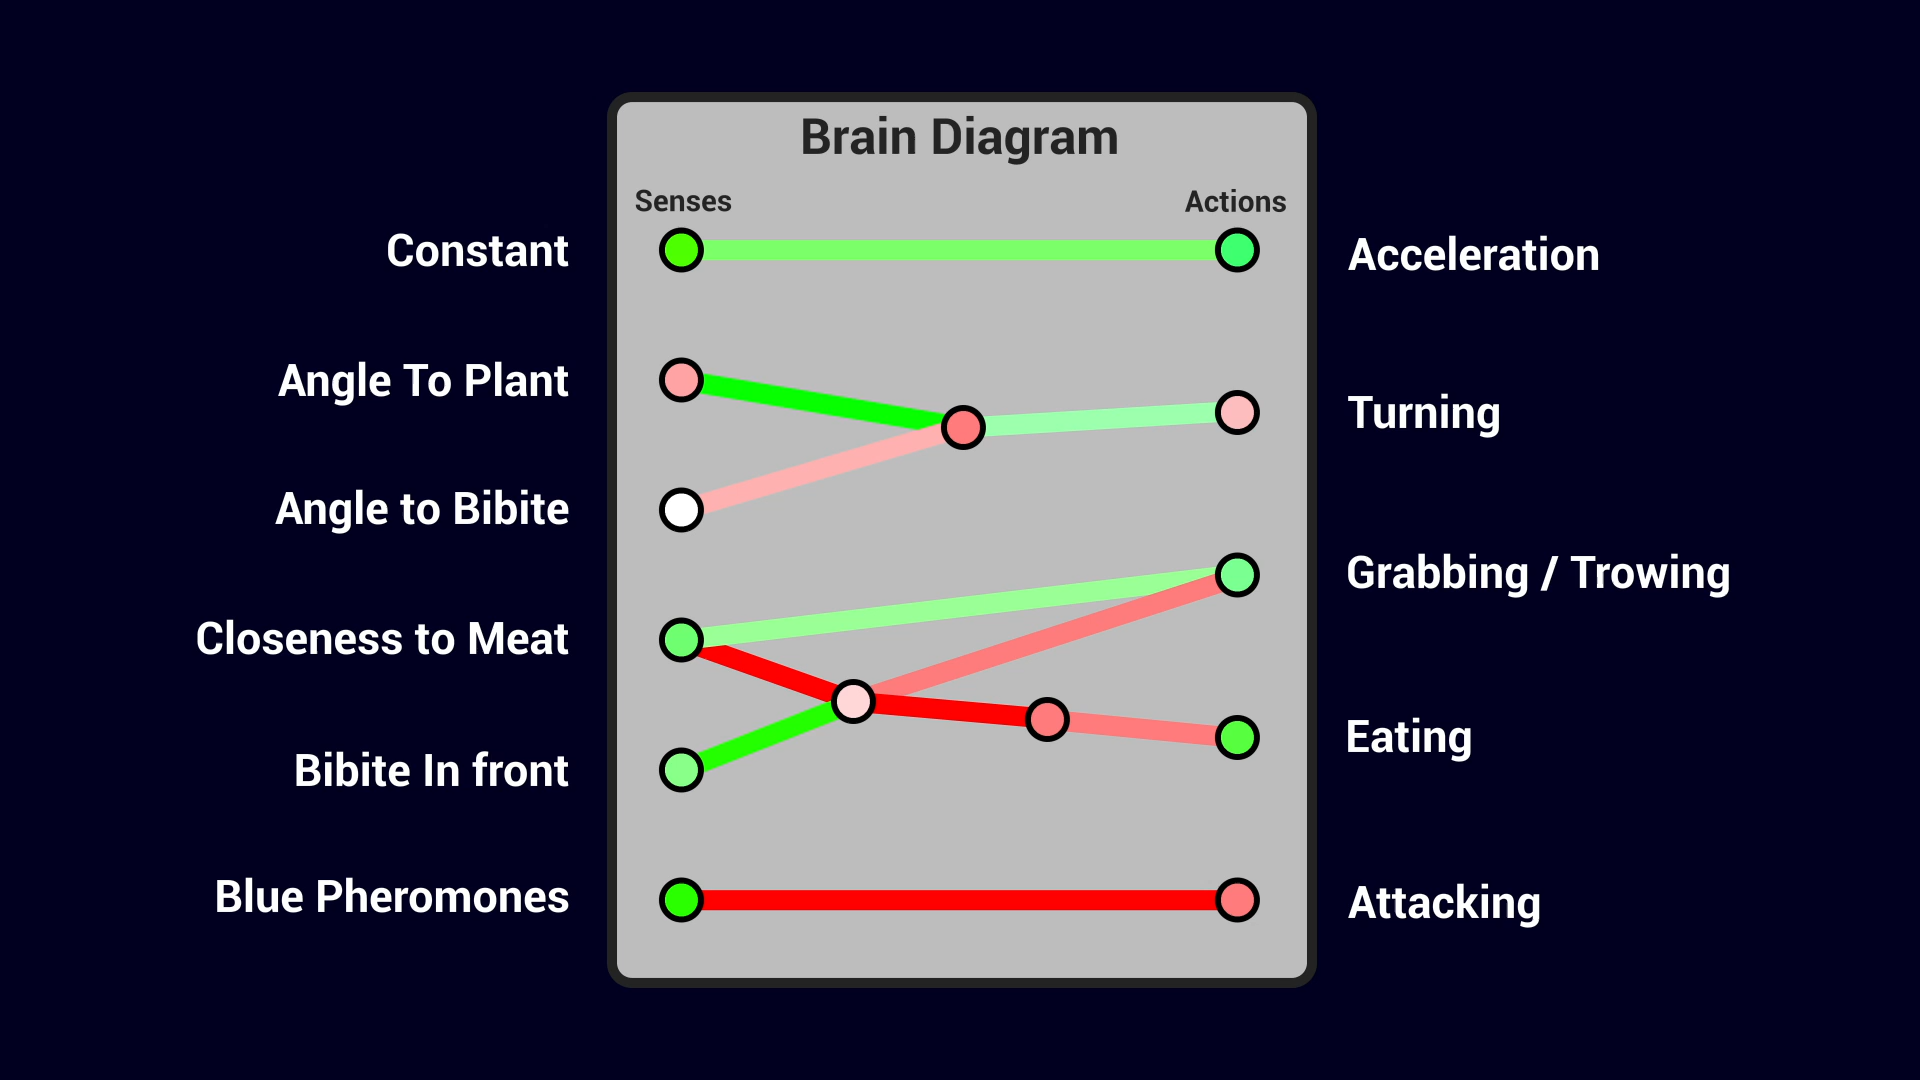 Brain Diagram
Senses
Actions
Constant
Acceleration
Angle To Plant
Turning
Angle to Bibite
Grabbing / Trowing
Closeness to Meat
Eating
Bibite In front
Blue Pheromones
Attacking